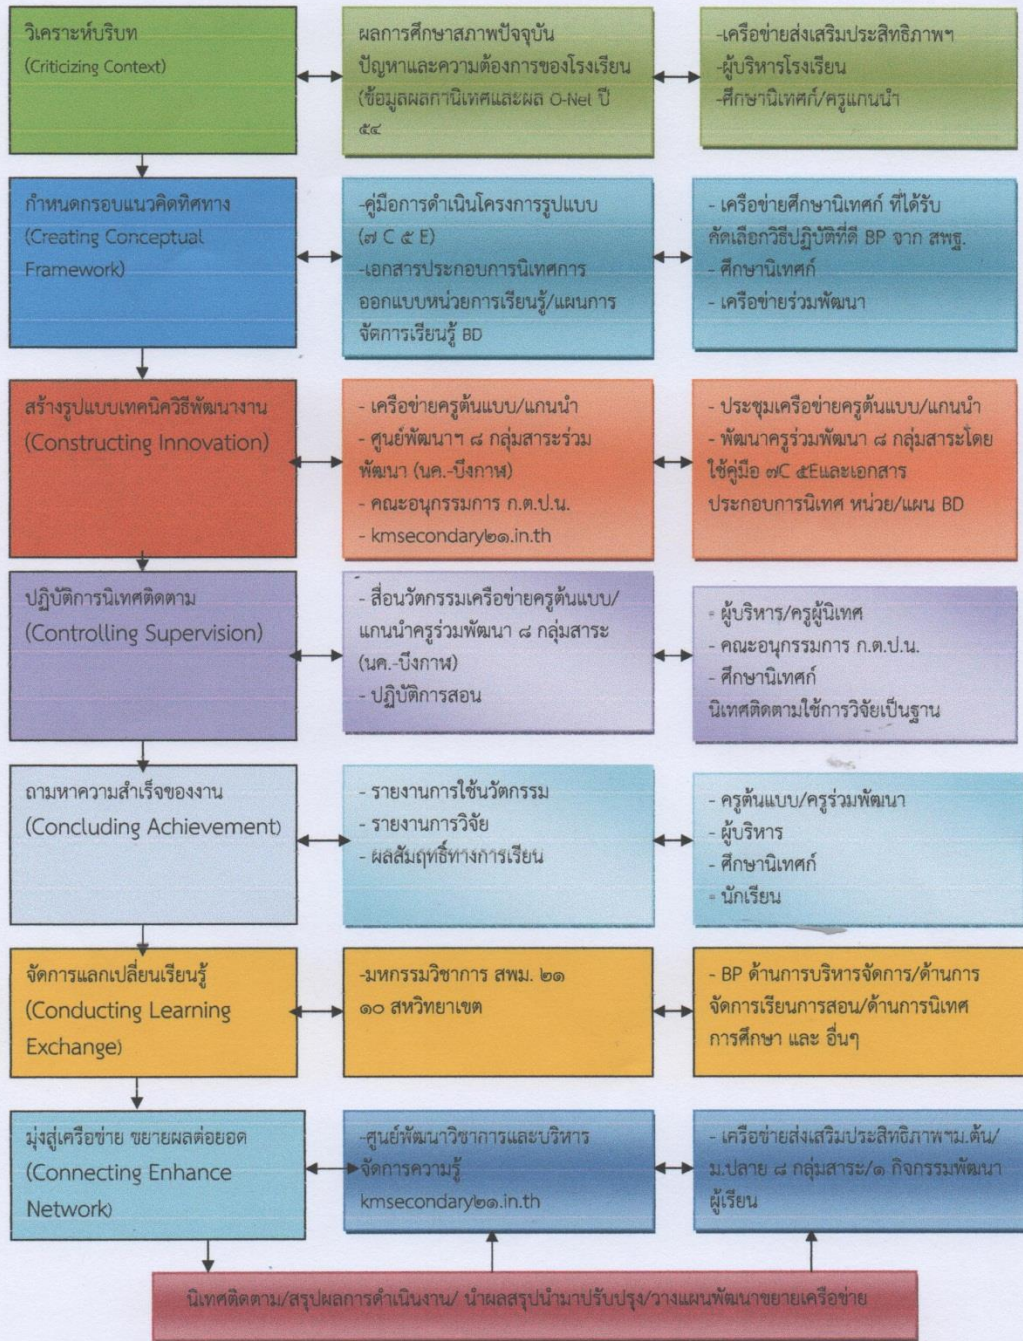 วิเคราะห์บริบท
(Criticizing Context)
ผลการศึกษาสภาพปัจจุบัน
ปัญหาและความต้องการของโรงเรียน
(ข้อมูลผลการนิเทศและผล O-Net ปี
๕๔
-เครือข่ายส่งเสริมประสิทธิภาพฯ
-ผู้บริหารโรงเรียน
-ศึกษานิเทศก์/ครูแกนนำ
กำหนดกรอบแนวคิดทิศทาง
(Creating Conceptual
Framework)
-คู่มือการดำเนินโครงการรูปแบบ
(๗ C ๕ E)
-เอกสารประกอบการนิเทศการ
ออกแบบหน่วยการเรียนรู้/แผนการ
จัดการเรียนรู้ BD
- เครือข่ายศึกษานิเทศก์ ที่ได้รับ
คัดเลือกวิธีปฏิบัติที่ดี BP จาก สพฐ.
- ศึกษานิเทศก์
- เครือข่ายร่วมพัฒนา
สร้างรูปแบบเทคนิควิธีพัฒนางาน
(Constructing Innovation)
- เครือข่ายครูต้นแบบ/แกนนำ
- ศูนย์พัฒนาฯ ๘ กลุ่มสาระร่วม
พัฒนา (นค.-บึงกาฬ)
- คณะอนุกรรมการ ก.ต.ป.น.
- kmsecondary๒๑.in.th
- ประชุมเครือข่ายครูต้นแบบ/แกนนำ
- พัฒนาครูร่วมพัฒนา ๘ กลุ่มสาระโดย
ใช้คู่มือ ๗C ๕Eและเอกสาร
ประกอบการนิเทศ หน่วย/แผน BD
ปฏิบัติการนิเทศติดตาม
(Controlling Supervision)
- สื่อนวัตกรรมเครือข่ายครูต้นแบบ/
แกนนำครูร่วมพัฒนา ๘ กลุ่มสาระ
(นค.-บึงกาฬ)
- ปฏิบัติการสอน
- ผู้บริหาร/ครูผู้นิเทศ
- คณะอนุกรรมการ ก.ต.ป.น.
- ศึกษานิเทศก์
นิเทศติดตามใช้การวิจัยเป็นฐาน
ถามหาความสำเร็จของงาน
(Concluding Achievement)
- รายงานการใช้นวัตกรรม
- รายงานการวิจัย
- ผลสัมฤทธิ์ทางการเรียน
- ครูต้นแบบ/ครูร่วมพัฒนา
- ผู้บริหาร
- ศึกษานิเทศก์
- นักเรียน
จัดการแลกเปลี่ยนเรียนรู้
(Conducting Learning
Exchange)
-มหกรรมวิชาการ สพม. ๒๑
๑๐ สหวิทยาเขต
- BP ด้านการบริหารจัดการ/ด้านการ
จัดการเรียนการสอน/ด้านการนิเทศ
การศึกษา และ อื่นๆ
มุ่งสู่เครือข่าย ขยายผลต่อยอด
(Connecting Enhance
Network)
-ศูนย์พัฒนาวิชาการและบริหาร
จัดการความรู้
kmsecondary๒๑.in.th
- เครือข่ายส่งเสริมประสิทธิภาพฯม.ต้น/
ม.ปลาย ๘ กลุ่มสาระ/๑ กิจกรรมพัฒนา
ผู้เรียน
นิเทศติดตาม/สรุปผลการดำเนินงาน/ นำผลสรุปนำมาปรับปรุง/วางแผนพัฒนาขยายเครือข่าย